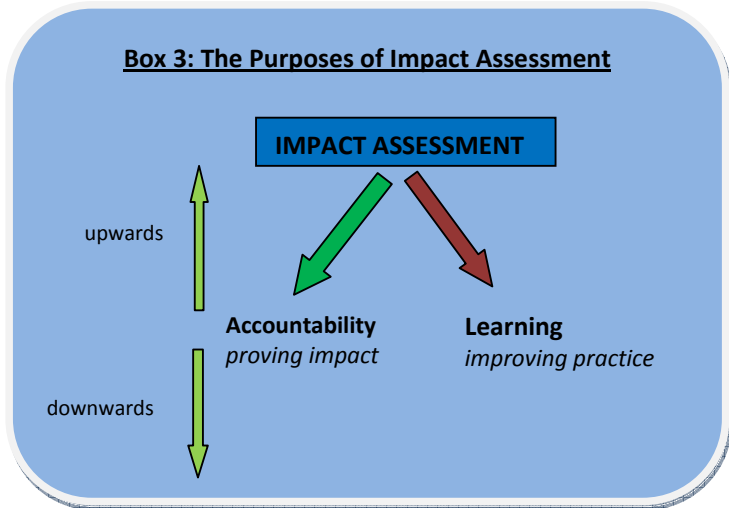 Box 3: The Purposes of Impact Assessment
IMPACT ASSESSMENT
upwards
Accountability
proving impact
Learning
improving practice
downwards